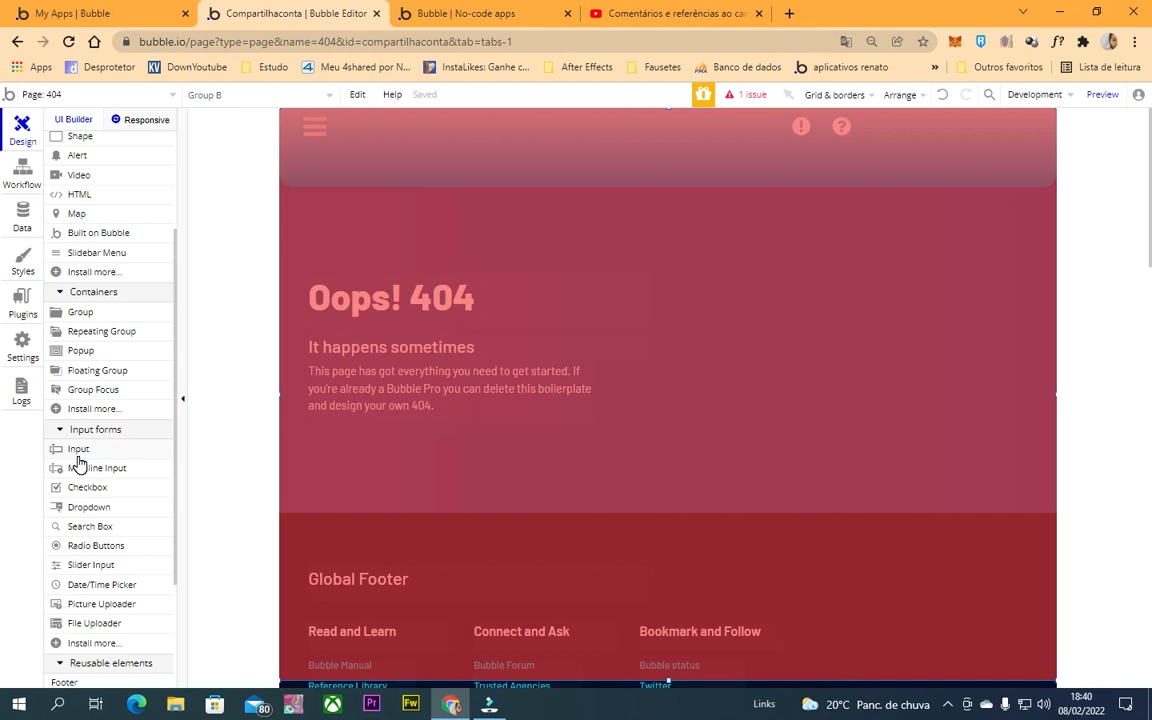 My Apps | Bubble
Compartilhaconta | Bubble Editor
Bubble | No-code apps
Comentários e referências ao car
bubble.io/page?type=page&name=404&id=compartilhaconta&tab=tabs-1
Apps
Desprotetor
DownYoutube
Estudo
Meu 4shared por N...
InstaLikes: Ganhe c...
After Effects
Fausetes
Banco de dados
aplicativos renato
»
Outros favoritos
Lista de leitura
Page: 404
Group B
Edit
Help
Saved
1 issue
Grid & borders
Arrange
Development
Preview
Design
Workflow
Data
Styles
Plugins
Settings
Logs
UI Builder
Responsive
Shape
Alert
Video
HTML
Map
Built on Bubble
Slidebar Menu
Install more...
Containers
Group
Repeating Group
Popup
Floating Group
Group Focus
Install more...
Input forms
Input
Input
Checkbox
Dropdown
Search Box
Radio Buttons
Slider Input
Date/Time Picker
Picture Uploader
File Uploader
Install more...
Reusable elements
Footer
Oops! 404
It happens sometimes
This page has got everything you need to get started. If
you're already a Bubble Pro you can delete this boilerplate
and design your own 404.
Global Footer
Read and Learn
Connect and Ask
Bookmark and Follow
Bubble Manual
Bubble Forum
Bubble status
Reference Library
Trusted Agencies
Twitter
80
Pr
Fw
Links
20°C Panc. de chuva
18:40
08/02/2022